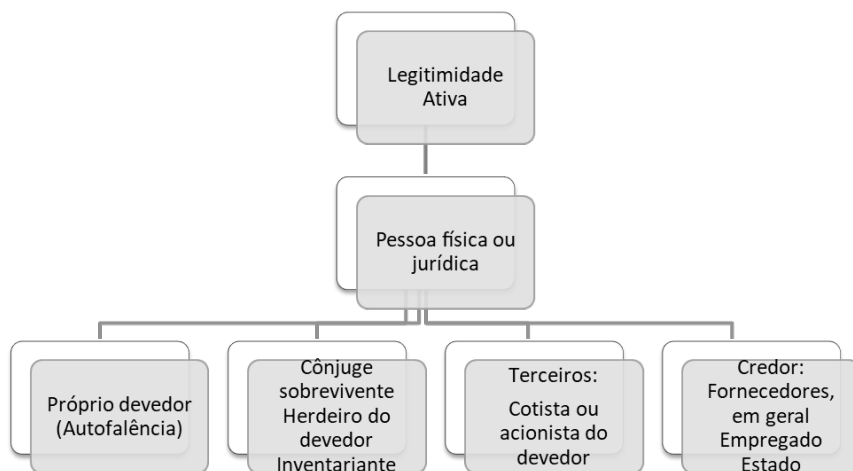 Legitimidade
Ativa
Pessoa física ou
jurídica
Próprio devedor
(Autofalência)
Cônjuge
sobrevivente
Herdeiro do
devedor
Inventariante
Terceiros:
Cotista ou
acionista do
devedor
Credor:
Fornecedores,
em geral
Empregado
Estado